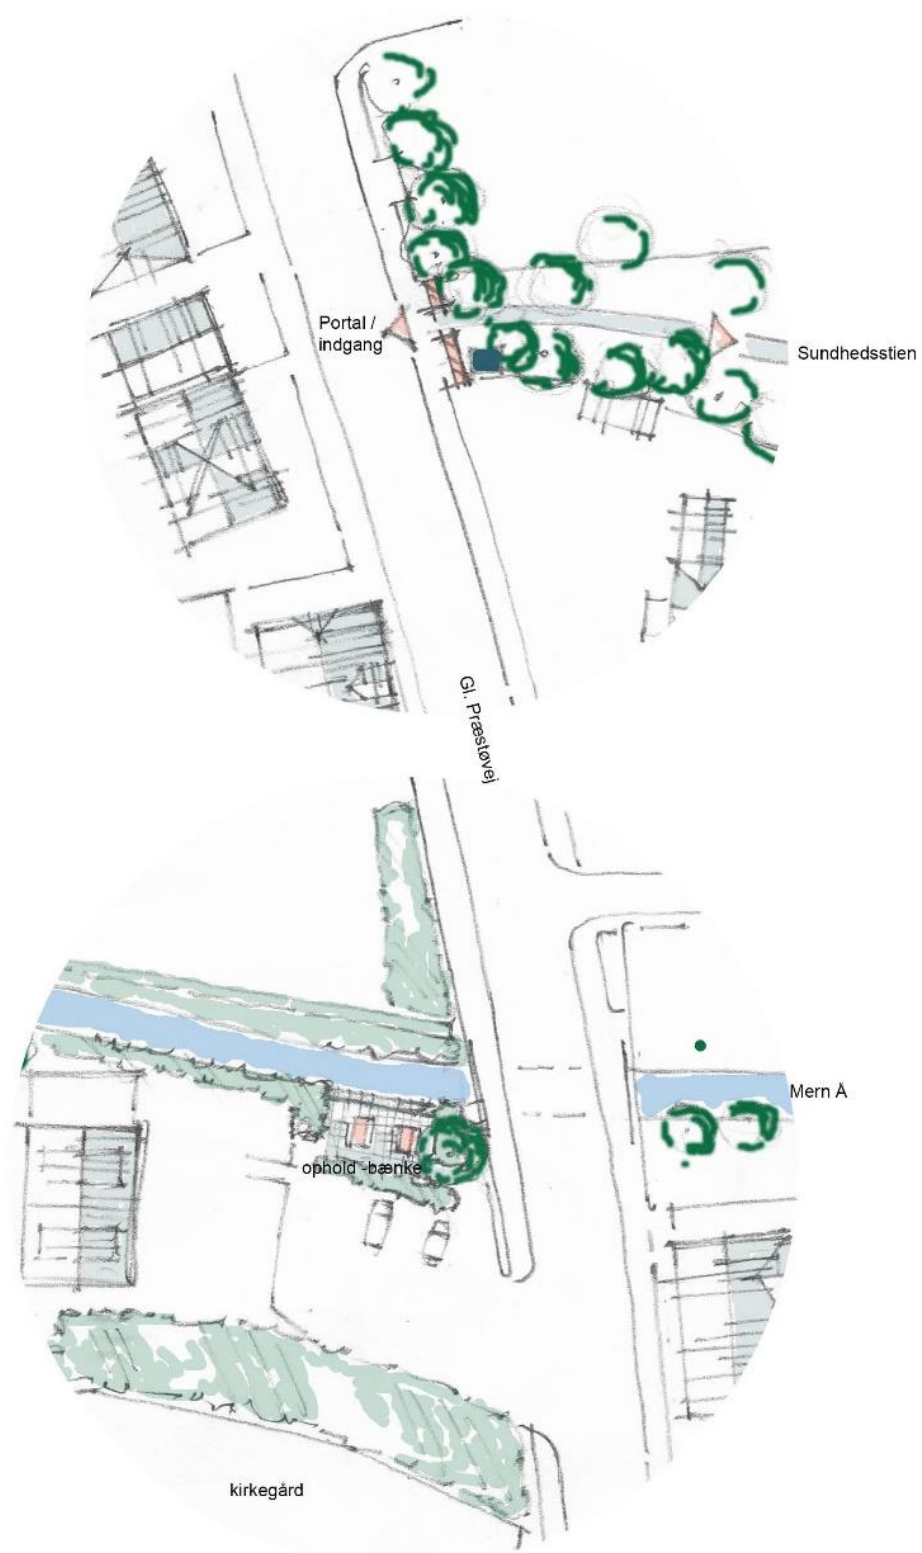 Portal /
indgang
Sundhedsstien
Gl. Præstøvej
Mern Å
ophold -bænke
kirkegård